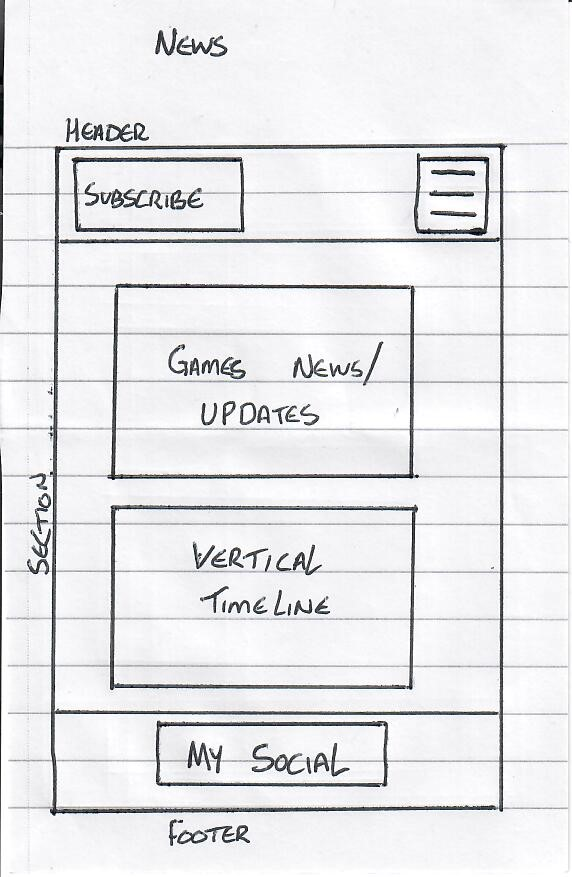 NEWS
HEADER
SUBSCRIBE
GAMES NEWS/
UPDATES
SECTION
VERTICAL
TIMELINE
MY SOCIAL
FOOTER